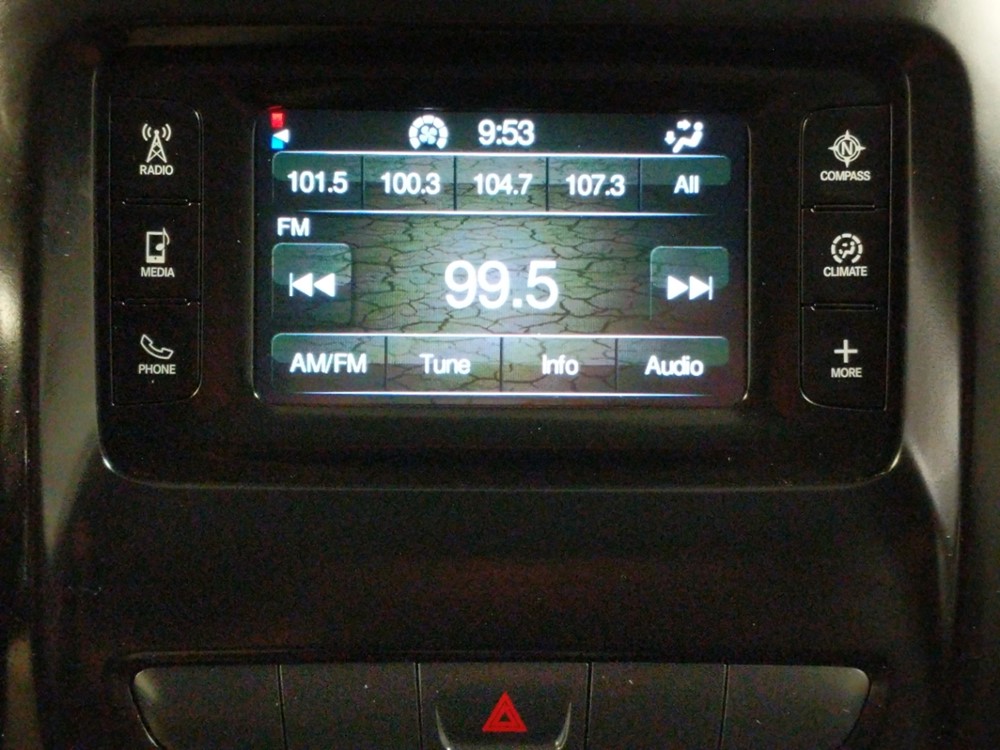 9:53
101.5 100.3 104.7 107.3 All
FM
99.5
AM/FM Tune Info Audio
RADIO
MEDIA
PHONE
N
COMPASS
CLIMATE
MORE